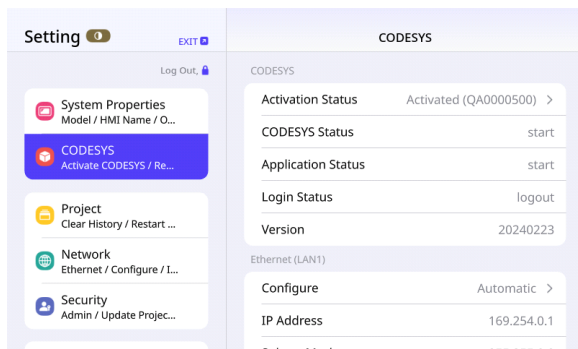 Setting
EXIT
Log Out,
System Properties
Model / HMI Name / O...
CODESYS
Activate CODESYS / Re...
Project
Clear History / Restart ...
Network
Ethernet / Configure / I...
Security
Admin / Update Projec...
CODESYS
CODESYS
Activation Status Activated (QA0000500) >
CODESYS Status start
Application Status start
Login Status logout
Version 20240223
Ethernet (LAN1)
Configure Automatic >
IP Address 169.254.0.1